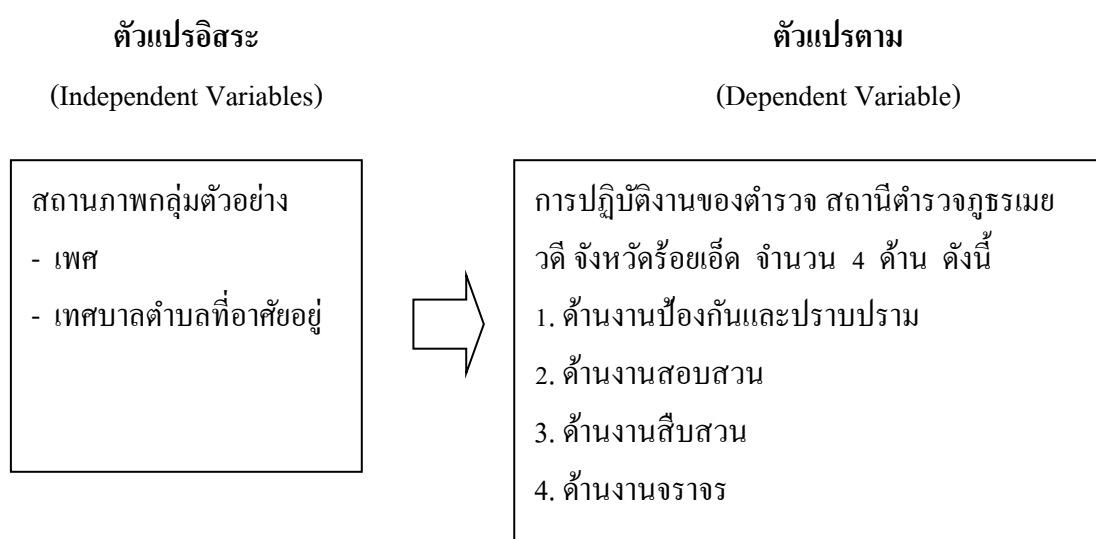 ตัวแปรอิสระ
(Independent Variables)
สถานภาพกลุ่มตัวอย่าง
- เพศ
- เทศบาลตำบลที่อาศัยอยู่
ตัวแปรตาม
(Dependent Variable)
การปฏิบัติงานของตำรวจ สถานีตำรวจภูธรเมย
วดี จังหวัดร้อยเอ็ด จำนวน 4 ด้าน ดังนี้
1. ด้านงานป้องกันและปราบปราม
2. ด้านงานสอบสวน
3. ด้านงานสืบสวน
4. ด้านงานจราจร